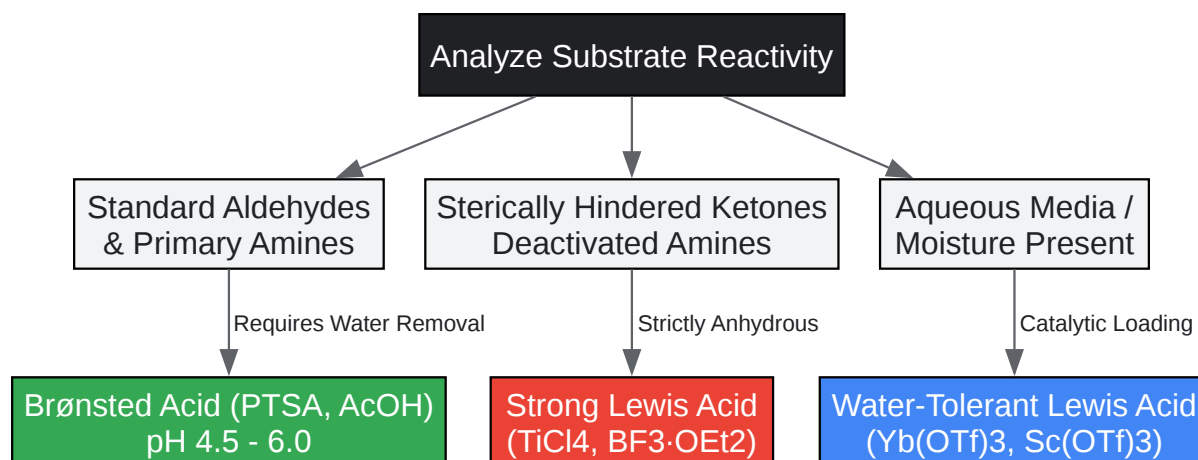 Analyze Substrate Reactivity
Standard Aldehydes
& Primary Amines
Sterically Hindered Ketones
Deactivated Amines
Aqueous Media /
Moisture Present
Requires Water Removal
Strictly Anhydrous
Catalytic Loading
Brønsted Acid (PTSA, AcOH)
pH 4.5 - 6.0
Strong Lewis Acid
(TiCl4, BF3·OEt2)
Water-Tolerant Lewis Acid
(Yb(OTf)3, Sc(OTf)3)